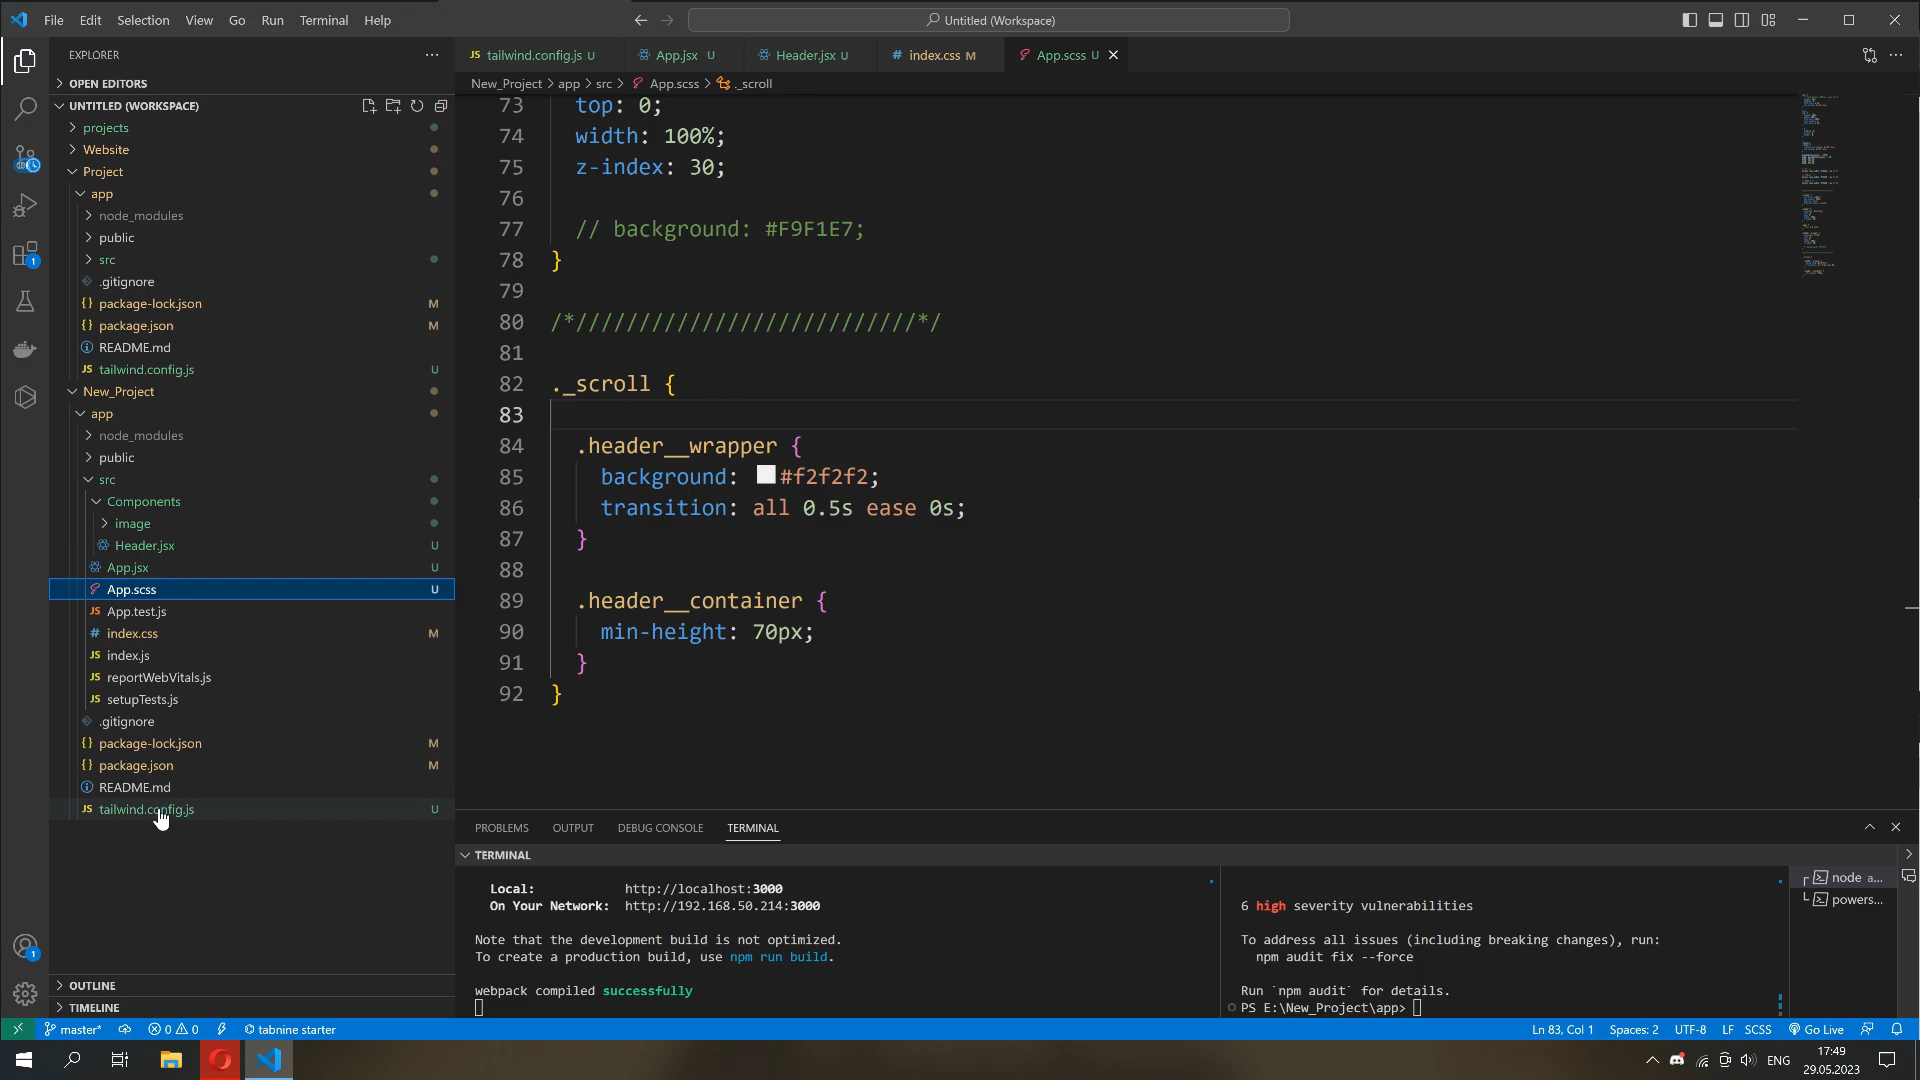 File Edit Selection View Go Run Terminal Help
Untitled (Workspace)
EXPLORER
OPEN EDITORS
UNTITLED (WORKSPACE)
projects
Website
Project
app
node_modules
public
src
.gitignore
package-lock.json M
package.json M
README.md
tailwind.config.js U
New_Project
app
node_modules
public
src
Components
image
Header.jsx U
App.jsx U
App.scss U
App.test.js
index.css M
index.js
reportWebVitals.js
setupTests.js
.gitignore
package-lock.json M
package.json M
README.md
tailwind.config.js U
OUTLINE
TIMELINE
tailwind.config.js U App.jsx U Header.jsx U index.css M App.scss U
New_Project > app > src > App.scss > ._scroll
73 top: 0;
74 width: 100%;
75 z-index: 30;
76
77 // background: #F9F1E7;
78 }
79
80 /*///////////////////////////*/
81
82 ._scroll {
83
84 .header__wrapper {
85 background: #f2f2f2;
86 transition: all 0.5s ease 0s;
87 }
88
89 .header__container {
90 min-height: 70px;
91 }
92 }
PROBLEMS OUTPUT DEBUG CONSOLE TERMINAL
TERMINAL
Local: http://localhost:3000
On Your Network: http://192.168.50.214:3000
Note that the development build is not optimized.
To create a production build, use npm run build.
webpack compiled successfully
6 high severity vulnerabilities
To address all issues (including breaking changes), run:
npm audit fix --force
Run `npm audit` for details.
PS E:\New_Project\app>
node a...
powers...
master* 0 0 tabnine starter
Ln 83, Col 1 Spaces: 2 UTF-8 LF SCSS Go Live
ENG
17:49
29.05.2023